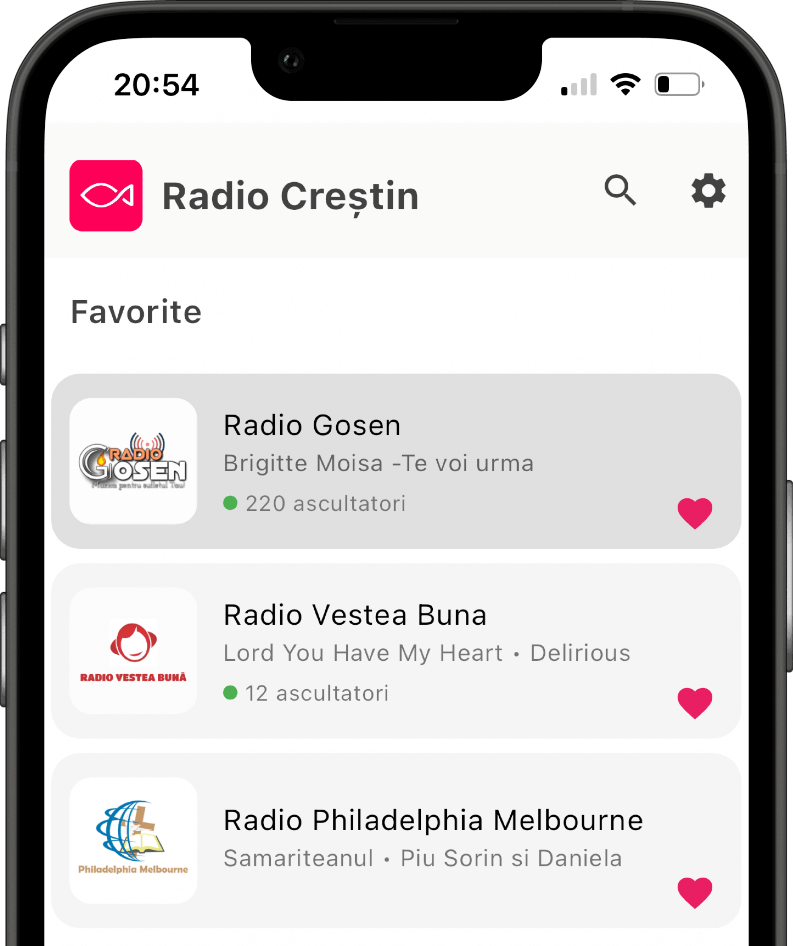 20:54
Radio Creștin
Favorite
RADIO
GOSEN
Muzica pentru sufletul Tau!
Radio Gosen
Brigitte Moisa -Te voi urma
220 ascultatori
RADIO VESTEA BUNĂ
Radio Vestea Buna
Lord You Have My Heart • Delirious
12 ascultatori
Philadelphia Melbourne
Radio Philadelphia Melbourne
Samariteanul • Piu Sorin si Daniela